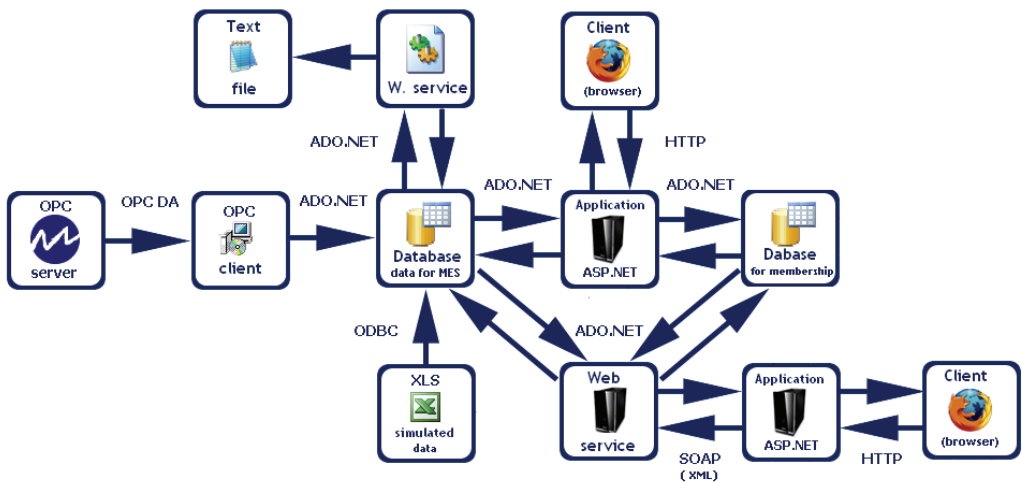 Text
file
W. service
Client
(browser)
ADO.NET
HTTP
OPC
server
OPC DA
OPC
client
ADO.NET
Database
data for MES
ADO.NET
Application
ASP.NET
ADO.NET
Dabase
for membership
ODBC
ADO.NET
XLS
simulated
data
Web
service
SOAP
(XML)
Application
ASP.NET
HTTP
Client
(browser)